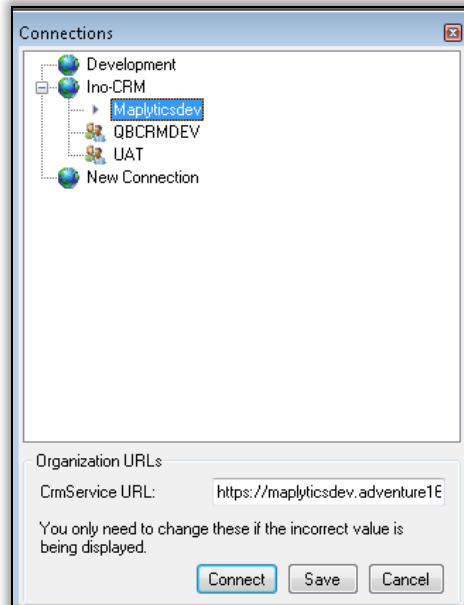 Connections
Development
Ino-CRM
Maplyticsdev
QBCRMDEV
UAT
New Connection
Organization URLs
CrmService URL: https://maplyticsdev.adventure1E
You only need to change these if the incorrect value is
being displayed.
Connect Save Cancel